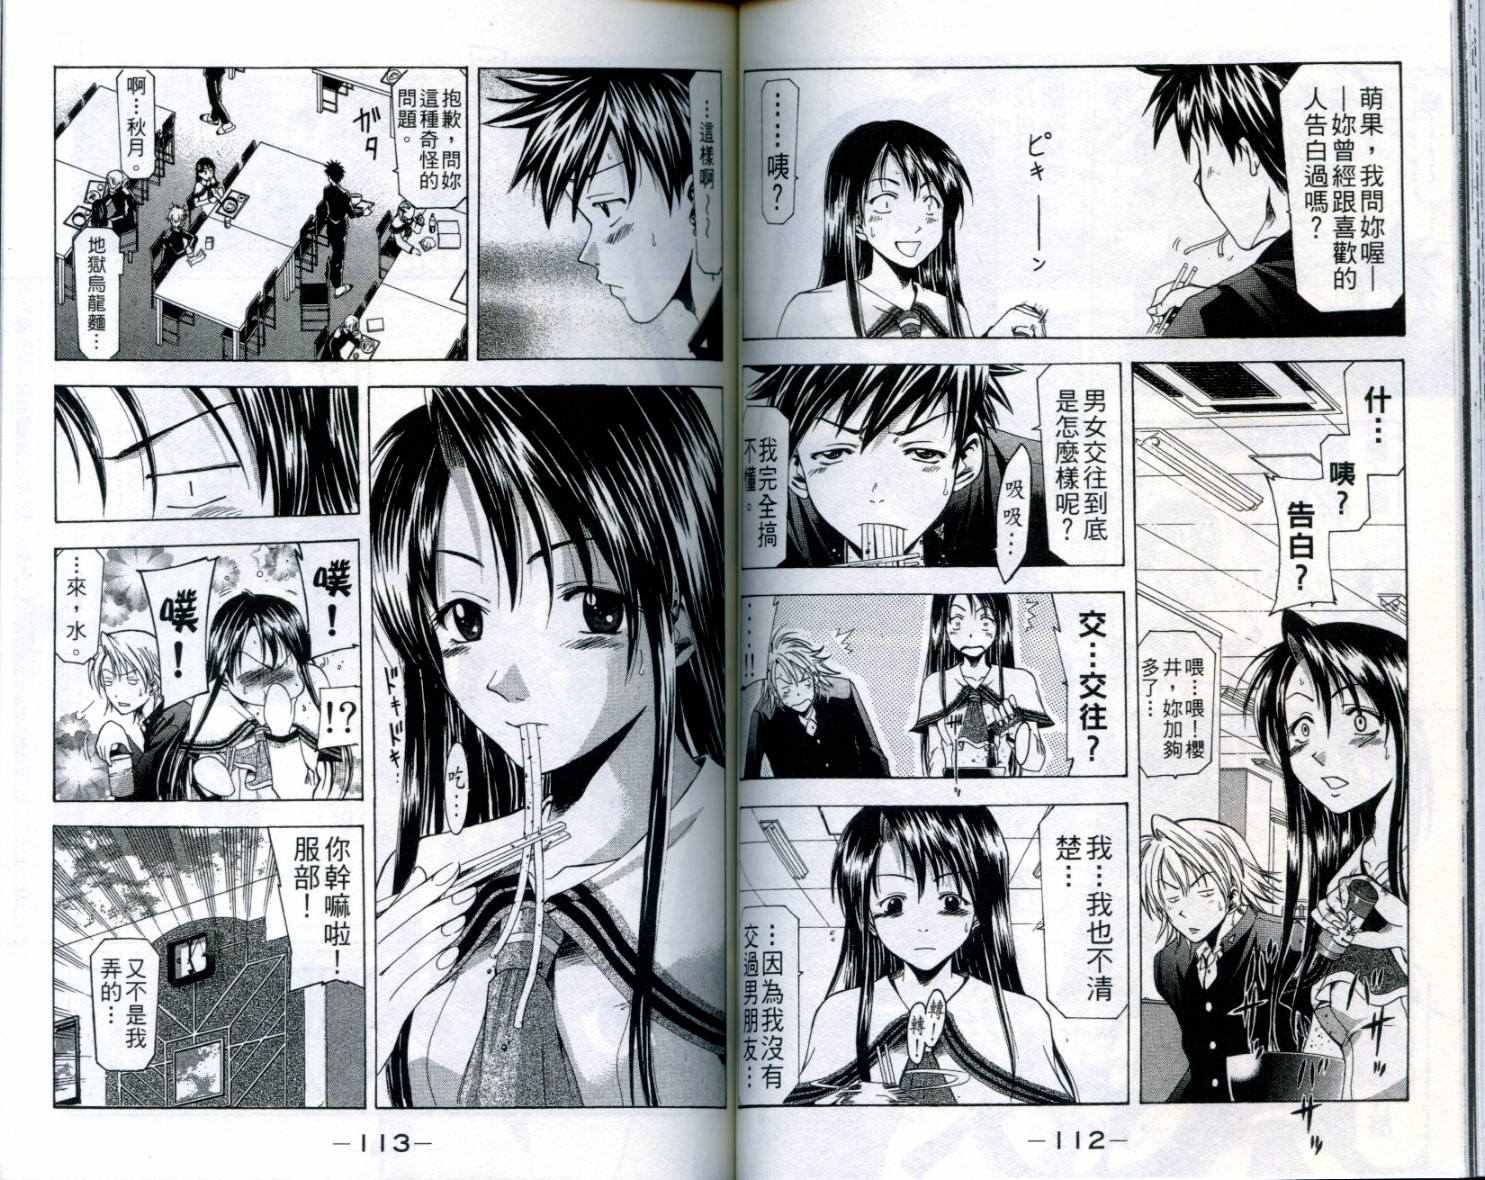 萌果，我問妳喔—
—妳曾經跟喜歡的
人告白過嗎？
ピキーーン
……咦？
什…
咦？
告白？
喂…喂！櫻
井，妳加夠
多了…
男女交往到底
是怎麼樣呢？
吸吸…
我完全搞
不懂。
交…交往？
……!!
我…我也不清
楚…
轉！
轉！
…因為我沒有
交過男朋友…
—112—
…這樣啊～～
抱歉，問妳
這種奇怪的
問題。
ガタ
啊…秋月。
地獄烏龍麵…
ドキドキ…
吃…
噗！
噗！
!?
…來，水。
你幹嘛啦！
服部！
又不是我
弄的…
—113—